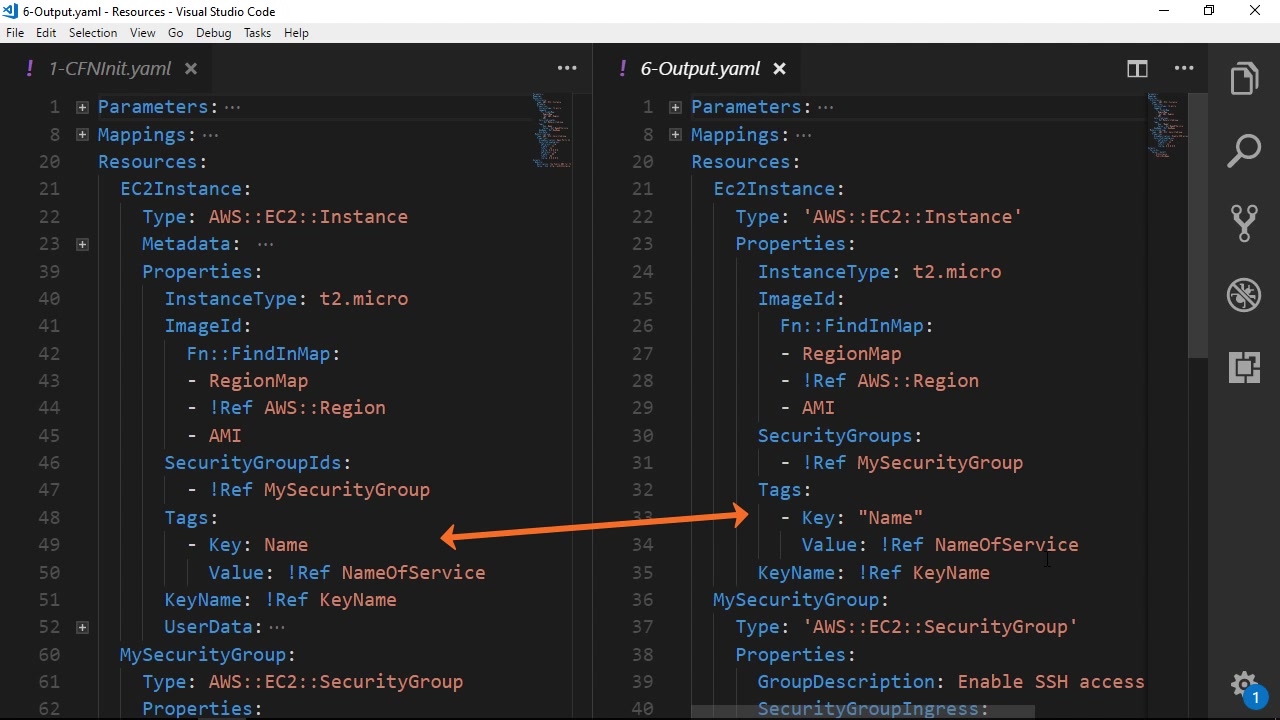 6-Output.yaml - Resources - Visual Studio Code
File Edit Selection View Go Debug Tasks Help
! 1-CFNInit.yaml × ···
1 + Parameters: ···
8 + Mappings: ···
20 Resources:
21 EC2Instance:
22 Type: AWS::EC2::Instance
23 + Metadata: ···
39 Properties:
40 InstanceType: t2.micro
41 ImageId:
42 Fn::FindInMap:
43 - RegionMap
44 - !Ref AWS::Region
45 - AMI
46 SecurityGroupIds:
47 - !Ref MySecurityGroup
48 Tags:
49 - Key: Name
50 Value: !Ref NameOfService
51 KeyName: !Ref KeyName
52 + UserData: ···
60 MySecurityGroup:
61 Type: AWS::EC2::SecurityGroup
62 Properties:
! 6-Output.yaml × ···
1 + Parameters: ···
8 + Mappings: ···
20 Resources:
21 Ec2Instance:
22 Type: 'AWS::EC2::Instance'
23 Properties:
24 InstanceType: t2.micro
25 ImageId:
26 Fn::FindInMap:
27 - RegionMap
28 - !Ref AWS::Region
29 - AMI
30 SecurityGroups:
31 - !Ref MySecurityGroup
32 Tags:
33 - Key: "Name"
34 Value: !Ref NameOfService
35 KeyName: !Ref KeyName
36 MySecurityGroup:
37 Type: 'AWS::EC2::SecurityGroup'
38 Properties:
39 GroupDescription: Enable SSH access
40 SecurityGroupIngress:
1